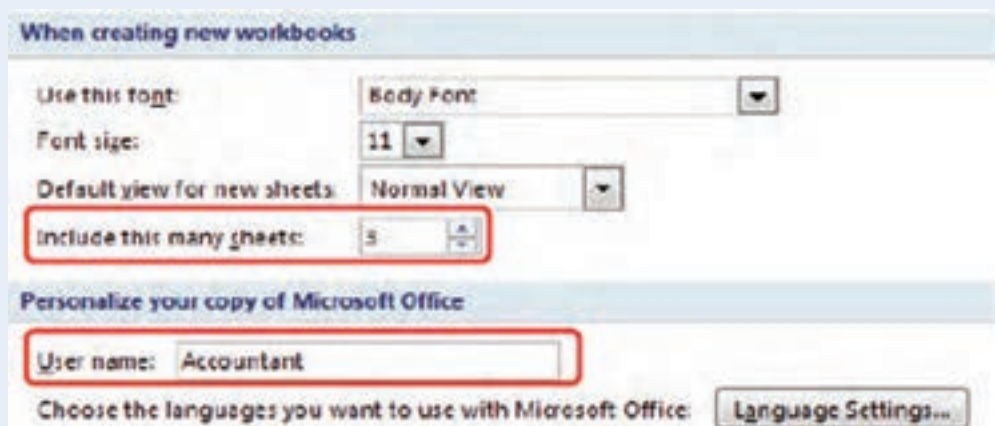 When creating new workbooks
Use this font: Body Font
Font size: 11
Default view for new sheets: Normal View
Include this many sheets: 3
Personalize your copy of Microsoft Office
User name: Accountant
Choose the languages you want to use with Microsoft Office: Language Settings...